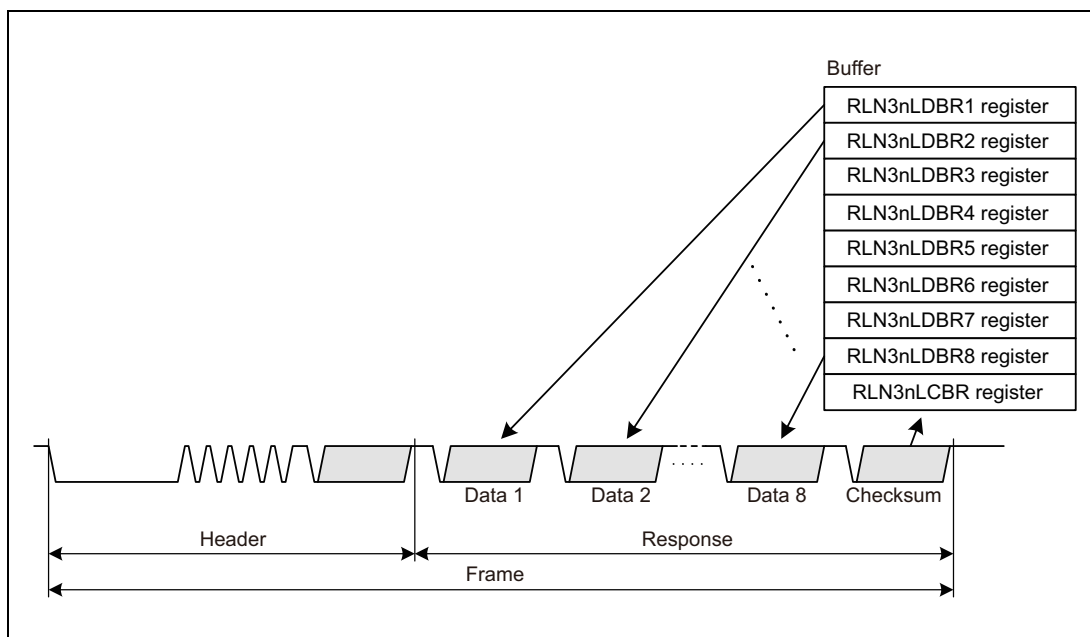 Buffer
RLN3nLDBR1 register
RLN3nLDBR2 register
RLN3nLDBR3 register
RLN3nLDBR4 register
RLN3nLDBR5 register
RLN3nLDBR6 register
RLN3nLDBR7 register
RLN3nLDBR8 register
RLN3nLCBR register
Data 1
Data 2
Data 8
Checksum
Header
Response
Frame